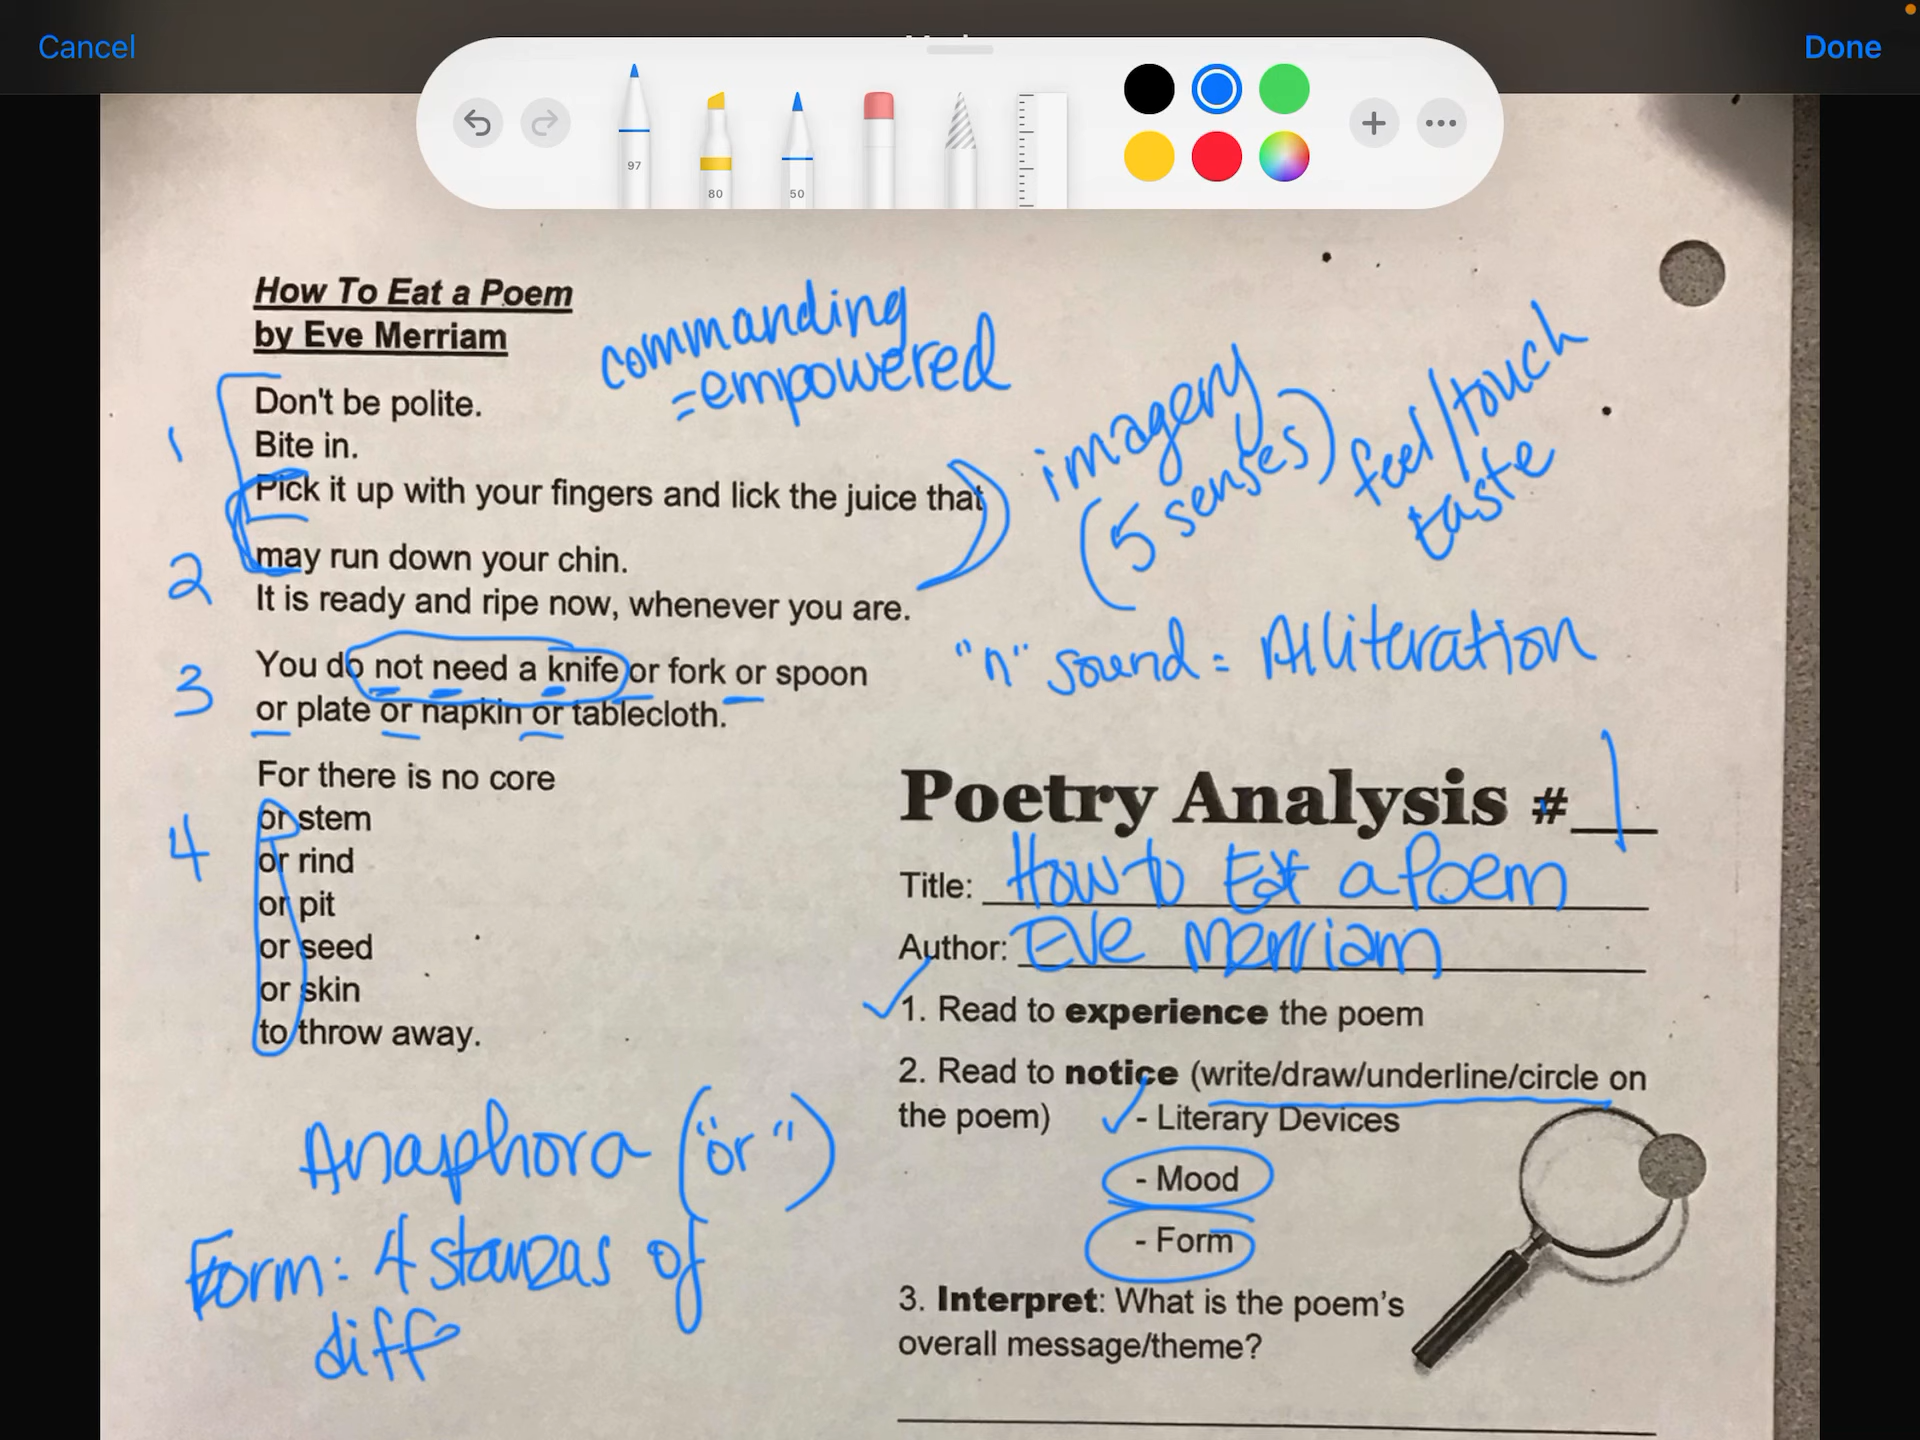 Cancel
Done
97
80
50
How To Eat a Poem
by Eve Merriam
commanding
=empowered
Don't be polite.
Bite in.
Pick it up with your fingers and lick the juice that
may run down your chin.
It is ready and ripe now, whenever you are.
1
2
imagery
(5 senses)
feel/touch
taste
You do not need a knife or fork or spoon
or plate or napkin or tablecloth.
3
"n" sound = Alliteration
For there is no core
or stem
or rind
or pit
or seed
or skin
to throw away.
4
Anaphora ("or")
Form: 4 stanzas of
diff
Poetry Analysis # 1
Title: How to Eat a Poem
Author: Eve Merriam
1. Read to experience the poem
2. Read to notice (write/draw/underline/circle on
the poem) - Literary Devices
- Mood
- Form
3. Interpret: What is the poem's
overall message/theme?